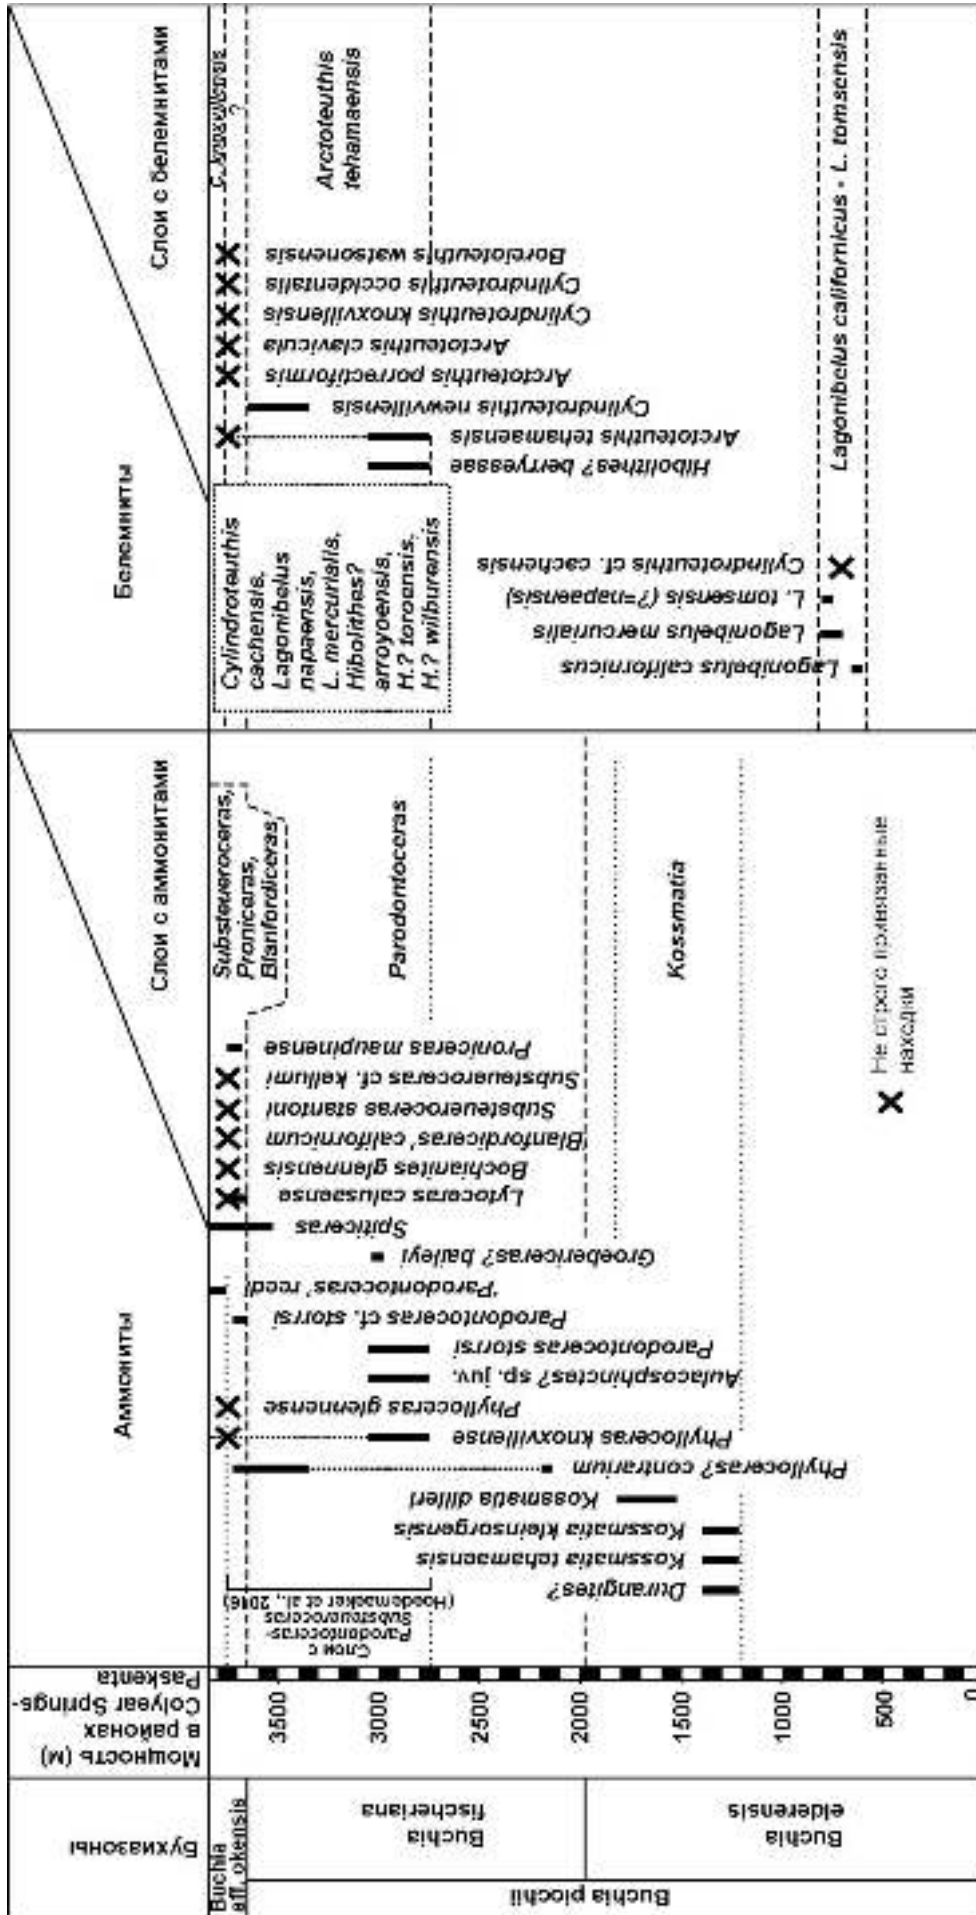 Бухиазоны
Buchia
aff. okensis
Buchia
fischeriana
Buchia
elderensis
Buchia piochii
Мощность (м)
в районах
Colyear Springs-
Paskenta
3500
3000
2500
2000
1500
1000
500
0
Аммониты
Слои с
Parodontoceras-
Substeueroceras
(Hoedemaeker et al., 2016)
Durangites?
Kossmatia tehamaensis
Kossmatia kleinsorgensis
Kossmatia dilleri
Phylloceras? contrarium
Phylloceras knoxvillense
Phylloceras glennense
Aulacosphinctes? sp. juv.
Parodontoceras storrsi
Parodontoceras cf. storrsi
'Parodontoceras' reedi
Groebericeras? baileyi
Spiticeras
Lytoceras calusaense
Bochianites glennensis
'Blanfordiceras' californicum
Substeueroceras stantoni
Substeueroceras cf. kellumi
Proniceras maupinense
Слои с аммонитами
Substeueroceras,
Proniceras,
Blanfordiceras
Parodontoceras
Kossmatia
Не строго привязанные
находки
Белемниты
Cylindroteuthis
cachensis,
Lagonibelus
napaensis,
L. mercurialis,
Hibolithes?
arroyoensis,
H.? toroensis,
H.? wilburensis
Lagonibelus californicus
Lagonibelus mercurialis
L. tomsensis (?=napaensis)
Cylindroteuthis cf. cachensis
Hibolithes? berryessae
Arctoteuthis tehamaensis
Cylindroteuthis newvillensis
Arctoteuthis porrectiformis
Arctoteuthis clavicula
Cylindroteuthis knoxvillensis
Cylindroteuthis occidentalis
Boreioteuthis watsonensis
Слои с белемнитами
C. knoxvillensis
?
Arctoteuthis
tehamaensis
Lagonibelus californicus - L. tomsensis